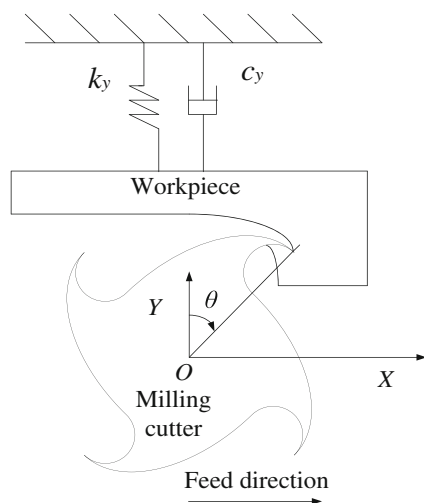 k_y
c_y
Workpiece
Y
θ
O
X
Milling
cutter
Feed direction